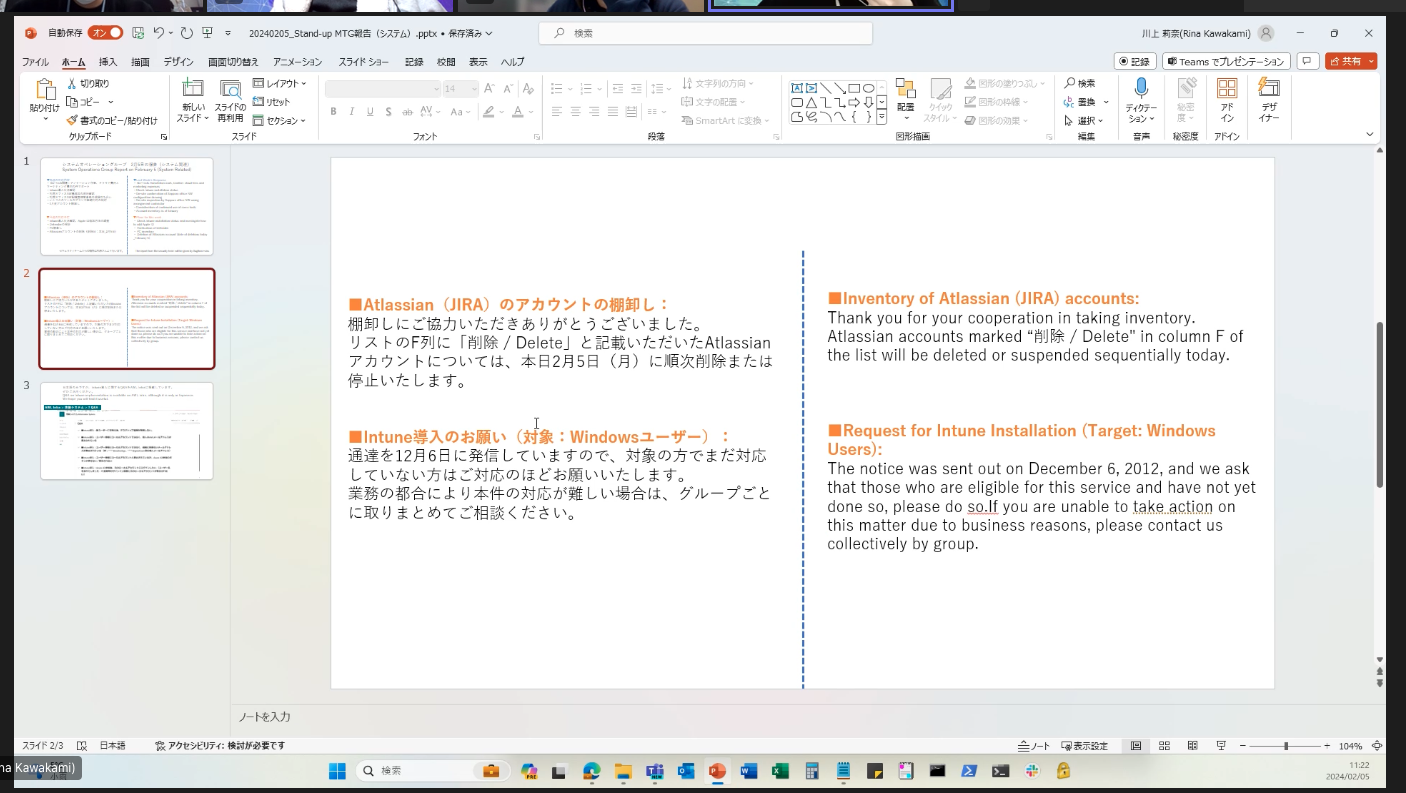 自動保存 オン
20240205_Stand-up MTG報告（システム）.pptx • 保存済み
検索
川上 莉奈(Rina Kawakami)
ファイル ホーム 挿入 描画 デザイン 画面切り替え アニメーション スライド ショー 記録 校閲 表示 ヘルプ
記録 Teams でプレゼンテーション 共有
貼り付け 切り取り コピー 書式のコピー/貼り付け クリップボード
新しいスライド スライドの再利用 レイアウト リセット セクション スライド
14
フォント
文字列の方向 文字の配置 SmartArt に変換 段落
配置 クイックスタイル 図形の塗りつぶし 図形の枠線 図形の効果 図形描画
検索 置換 選択 編集
ディクテーション 音声
秘密度 秘密度
アドイン アドイン
デザイナー
1
2
3
■Atlassian（JIRA）のアカウントの棚卸し：
棚卸しにご協力いただきありがとうございました。
リストのF列に「削除 / Delete」と記載いただいたAtlassian
アカウントについては、本日2月5日（月）に順次削除または
停止いたします。
■Intune導入のお願い（対象：Windowsユーザー）：
通達を12月6日に発信していますので、対象の方でまだ対応
していない方はご対応のほどお願いいたします。
業務の都合により本件の対応が難しい場合は、グループごと
に取りまとめてご相談ください。
■Inventory of Atlassian (JIRA) accounts:
Thank you for your cooperation in taking inventory.
Atlassian accounts marked “削除 / Delete" in column F of
the list will be deleted or suspended sequentially today.
■Request for Intune Installation (Target: Windows
Users):
The notice was sent out on December 6, 2012, and we ask
that those who are eligible for this service and have not yet
done so, please do so.If you are unable to take action on
this matter due to business reasons, please contact us
collectively by group.
ノートを入力
スライド 2/3 日本語 アクセシビリティ: 検討が必要です
ノート 表示設定 104%
na Kawakami)
検索
11:22
2024/02/05